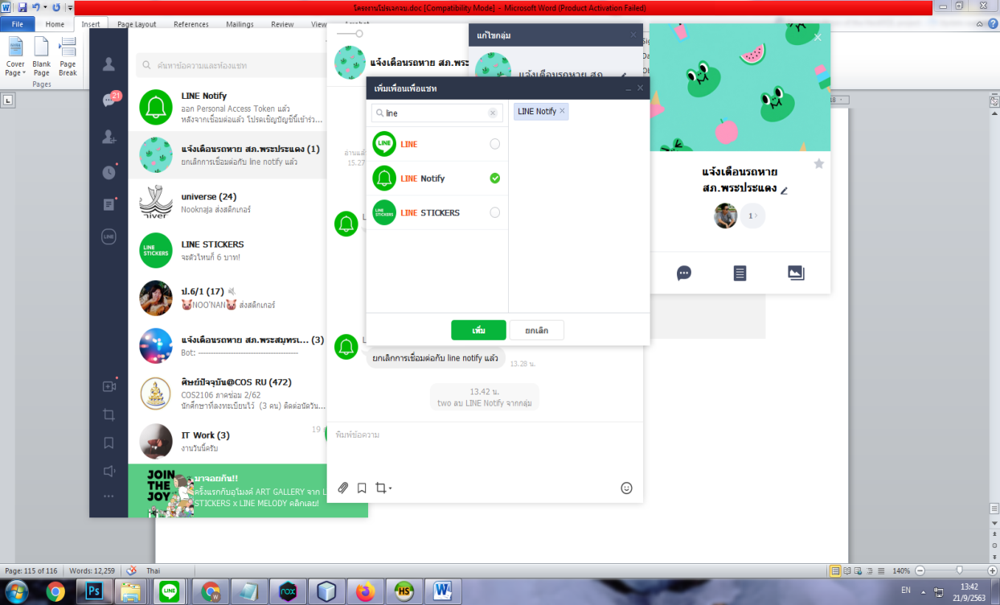 โครงงานโปรเจกจบ.doc [Compatibility Mode] - Microsoft Word (Product Activation Failed)
File Home Insert Page Layout References Mailings Review View
Cover Page
Blank Page
Page Break
Pages
21
ค้นหาข้อความและห้องแชท
LINE Notify
ออก Personal Access Token แล้ว
หลังจากเชื่อมต่อแล้ว โปรดเชิญบัญชีนี้เข้าร่ว...
แจ้งเตือนรถหาย สภ.พระประแดง (1)
ยกเลิกการเชื่อมต่อกับ line notify แล้ว
universe (24)
Nooknaja ส่งสติกเกอร์
LINE STICKERS
LINE STICKERS
จะตัวไหนก็ 6 บาท!
ป.6/1 (17)
🐷NOO'NAN🐷 ส่งสติกเกอร์
แจ้งเตือนรถหาย สภ.พระสมุทรเ... (3)
Bot: ----------------------------------------
ศิษย์ปัจจุบัน@COS RU (472)
COS2106 ภาคซ่อม 2/62
นักศึกษาที่ลงทะเบียนไว้ (3 คน) ติดต่อนัดวัน...
IT Work (3)
19
งานวันนี้ครับ
JOIN THE JOY
มาจอยกัน!!
ครั้งแรกกับอุโมงค์ ART GALLERY จาก L
STICKERS x LINE MELODY คลิกเลย!
LINE
แจ้งเตือนรถหาย สภ.พระ
แก้ไขกลุ่ม
แจ้งเตือนรถหาย สภ.
เพิ่มเพื่อนเพื่อแชท
line
LINE Notify
LINE
LINE
LINE Notify
LINE STICKERS
LINE STICKERS
เพิ่ม
ยกเลิก
อ่านแล้
15.27
ยกเลิกการเชื่อมต่อกับ line notify แล้ว
13.28 น.
13.42 น.
two ลบ LINE Notify จากกลุ่ม
พิมพ์ข้อความ
แจ้งเตือนรถหาย
สภ.พระประแดง
1
18
Page: 115 of 116 Words: 12,259 Thai
140%
Ps LINE nox HS W
EN
13:42
21/9/2563